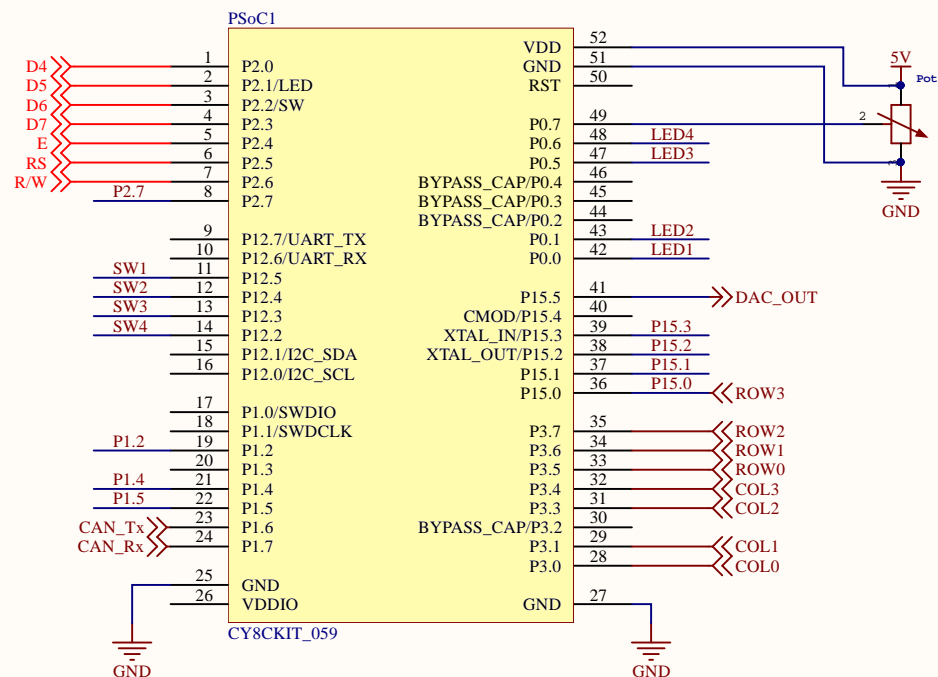 PSoC1
52
VDD
51
GND
50
RST
5V
Pot
1
2
3
GND
D4 1 P2.0
D5 2 P2.1/LED
D6 3 P2.2/SW
D7 4 P2.3
E 5 P2.4
RS 6 P2.5
R/W 7 P2.6
P2.7 8 P2.7
9 P12.7/UART_TX
10 P12.6/UART_RX
SW1 11 P12.5
SW2 12 P12.4
SW3 13 P12.3
SW4 14 P12.2
15 P12.1/I2C_SDA
16 P12.0/I2C_SCL
17 P1.0/SWDIO
18 P1.1/SWDCLK
P1.2 19 P1.2
20 P1.3
P1.4 21 P1.4
P1.5 22 P1.5
CAN_Tx 23 P1.6
CAN_Rx 24 P1.7
25 GND
26 VDDIO
GND
P0.7 49
P0.6 48 LED4
P0.5 47 LED3
BYPASS_CAP/P0.4 46
BYPASS_CAP/P0.3 45
BYPASS_CAP/P0.2 44
P0.1 43 LED2
P0.0 42 LED1
P15.5 41 DAC_OUT
CMOD/P15.4 40
XTAL_IN/P15.3 39 P15.3
XTAL_OUT/P15.2 38 P15.2
P15.1 37 P15.1
P15.0 36 P15.0 ROW3
P3.7 35 ROW2
P3.6 34 ROW1
P3.5 33 ROW0
P3.4 32 COL3
P3.3 31 COL2
BYPASS_CAP/P3.2 30
P3.1 29 COL1
P3.0 28 COL0
GND 27
GND
CY8CKIT_059